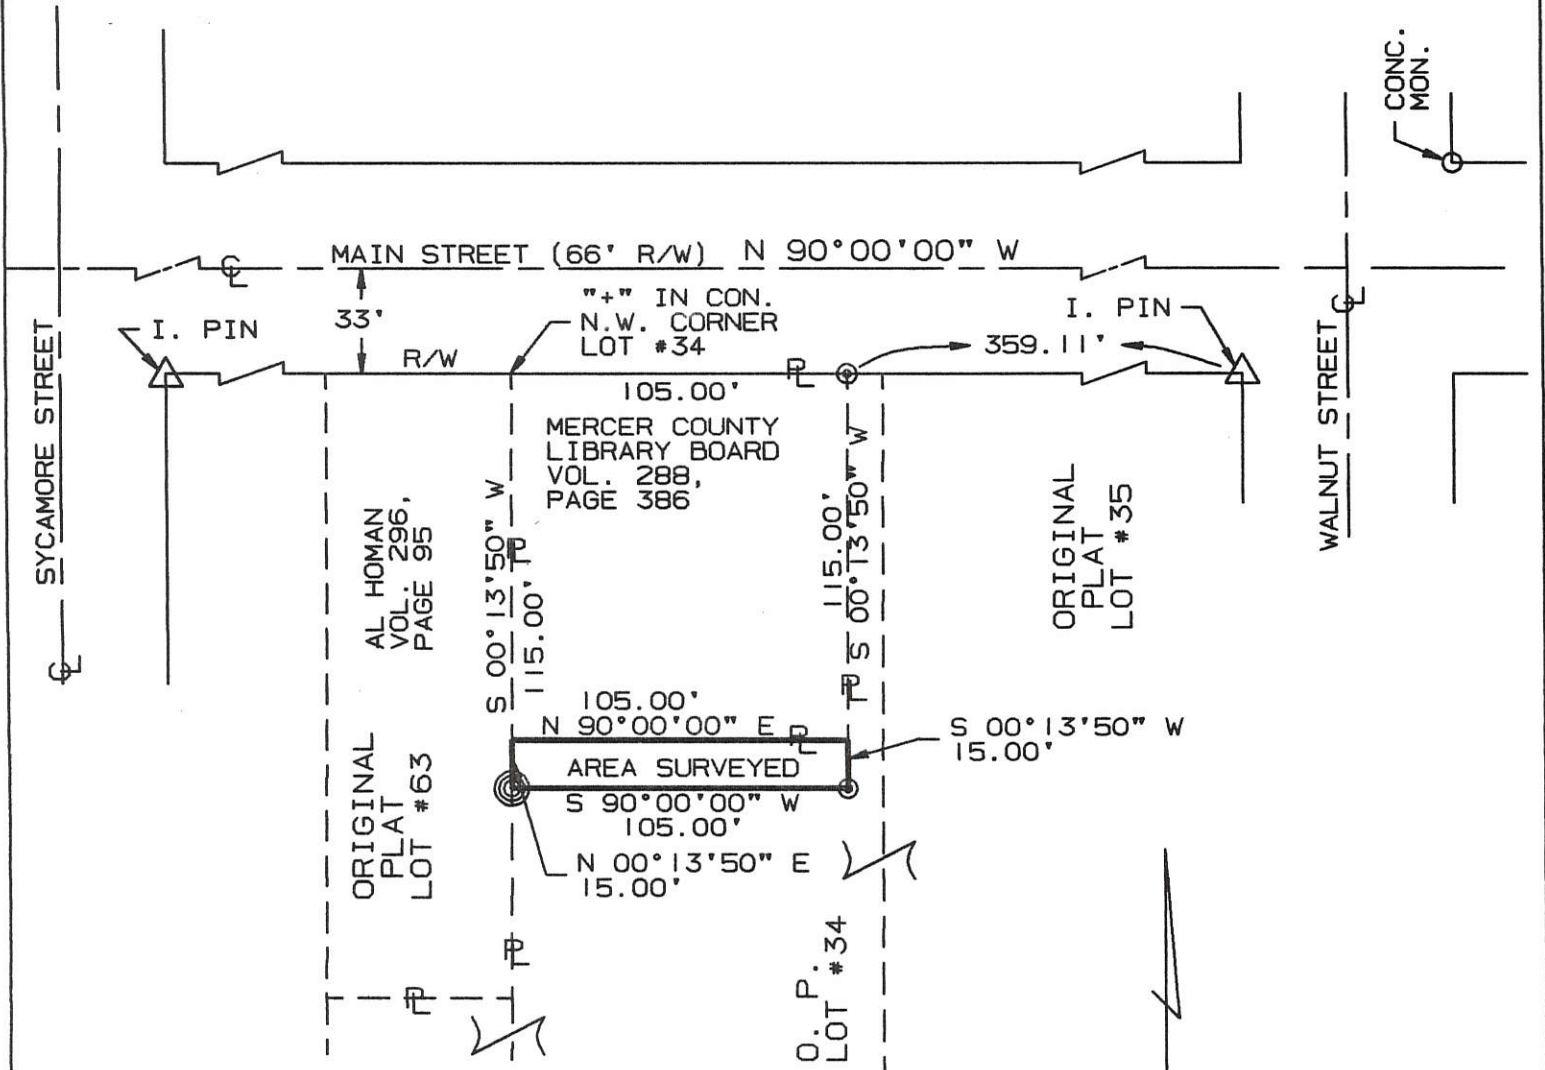 CONC.
MON.
MAIN STREET (66' R/W) N 90°00'00" W
℄
℄
33'
"+" IN CON.
N.W. CORNER
LOT #34
I. PIN
I. PIN
R/W
359.11'
105.00'
℄
SYCAMORE STREET
WALNUT STREET
MERCER COUNTY
LIBRARY BOARD
VOL. 288,
PAGE 386
AL HOMAN
VOL. 296,
PAGE 95
S 00°13'50" W
115.00'
115.00'
S 00°13'50" W
ORIGINAL
PLAT
LOT #35
105.00'
N 90°00'00" E
AREA SURVEYED
S 90°00'00" W
105.00'
S 00°13'50" W
15.00'
N 00°13'50" E
15.00'
ORIGINAL
PLAT
LOT #63
O. P.
LOT #34